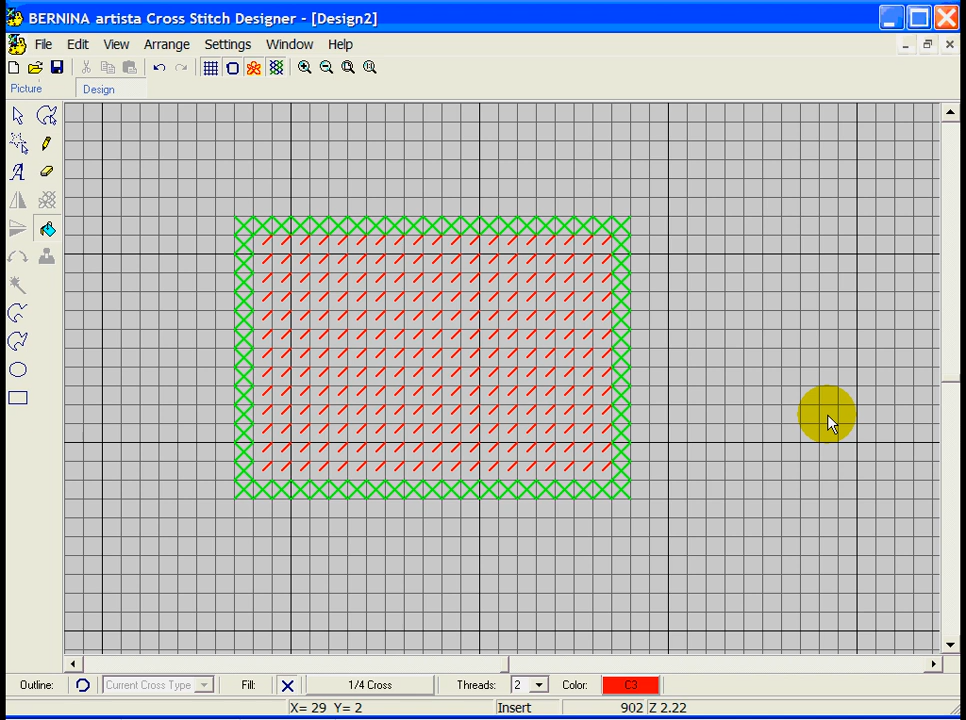 BERNINA artista Cross Stitch Designer - [Design2]
File Edit View Arrange Settings Window Help
Picture Design
Outline: Current Cross Type Fill: 1/4 Cross Threads: 2 Color: C3
X= 29 Y= 2 Insert 902 Z 2.22